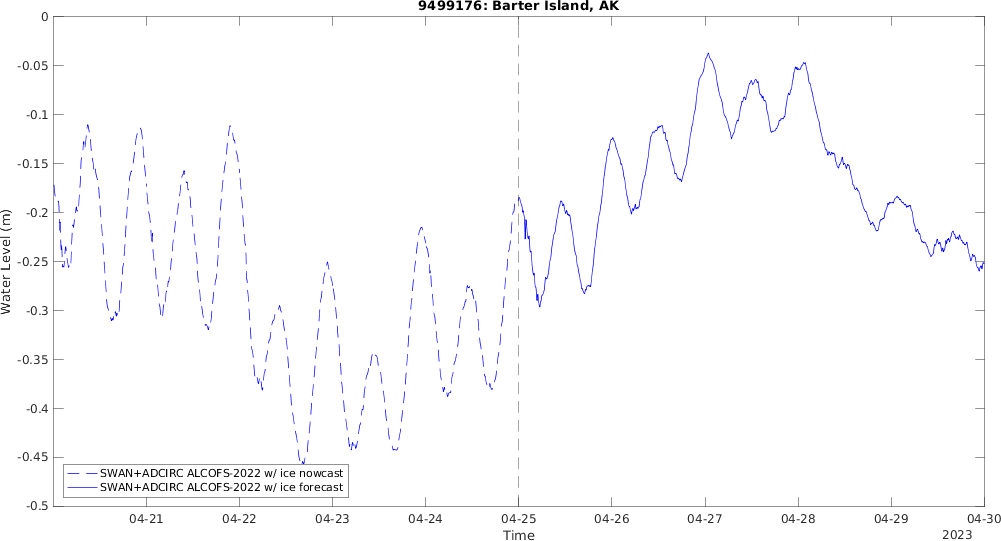 9499176: Barter Island, AK
Water Level (m)
0
-0.05
-0.1
-0.15
-0.2
-0.25
-0.3
-0.35
-0.4
-0.45
-0.5
SWAN+ADCIRC ALCOFS-2022 w/ ice nowcast
SWAN+ADCIRC ALCOFS-2022 w/ ice forecast
04-21 04-22 04-23 04-24 04-25 04-26 04-27 04-28 04-29 04-30
Time
2023